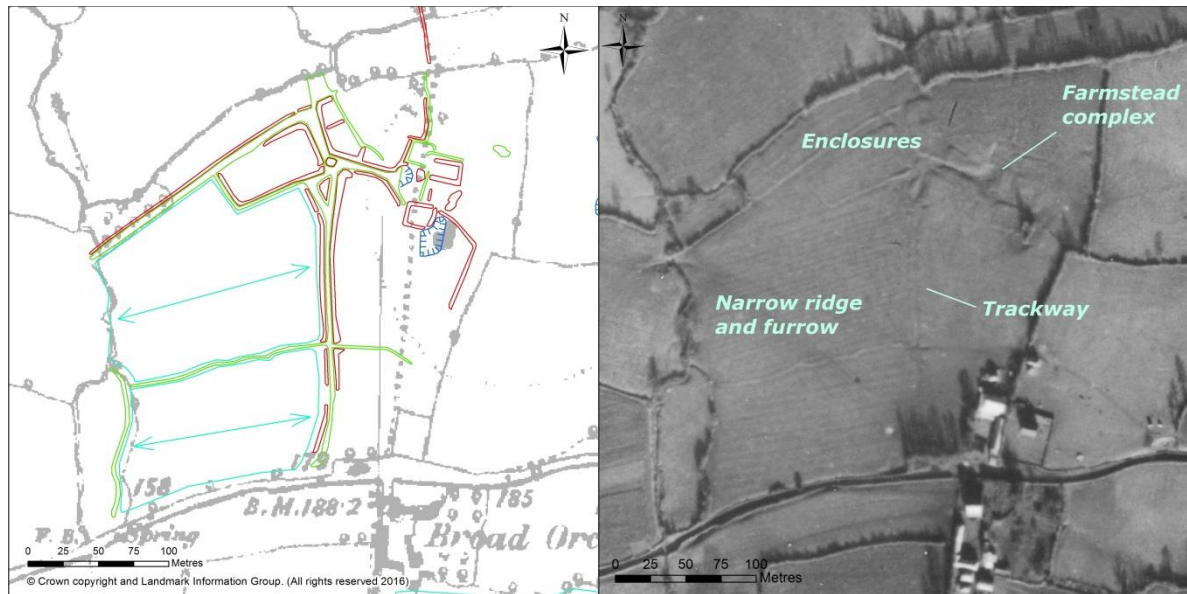 N
158
179
B.M.188·2
185
F. B.
Spring
Broad Orc
0 25 50 75 100
Metres
© Crown copyright and Landmark Information Group. (All rights reserved 2016)
N
Farmstead
complex
Enclosures
Narrow ridge
and furrow
Trackway
0 25 50 75 100
Metres